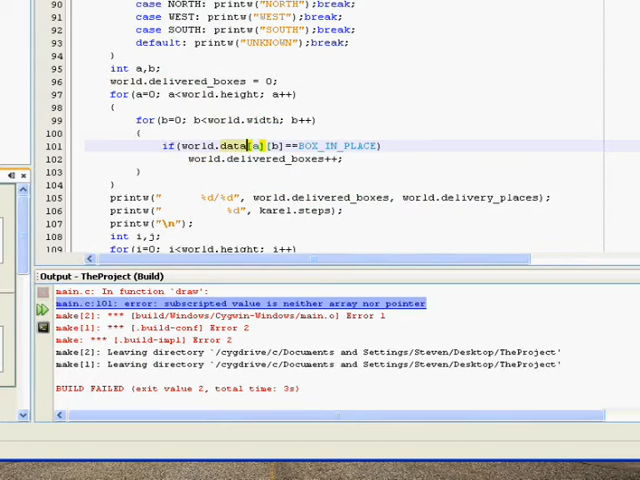 90 case NORTH: printw("NORTH");break;
91 case WEST: printw("WEST");break;
92 case SOUTH: printw("SOUTH");break;
93 default: printw("UNKNOWN");break;
94 }
95 int a,b;
96 world.delivered_boxes = 0;
97 for(a=0; a<world.height; a++)
98 {
99 for(b=0; b<world.width; b++)
100 {
101 if(world.data[a][b]==BOX_IN_PLACE)
102 world.delivered_boxes++;
103 }
104 }
105 printw(" %d/%d", world.delivered_boxes, world.delivery_places);
106 printw(" %d", karel.steps);
107 printw("\n");
108 int i,j;
109 for(i=0; i<world.height; i++)
Output - TheProject (Build)
main.c: In function `draw':
main.c:101: error: subscripted value is neither array nor pointer
make[2]: *** [build/Windows/Cygwin-Windows/main.o] Error 1
make[1]: *** [.build-conf] Error 2
make: *** [.build-impl] Error 2
make[2]: Leaving directory `/cygdrive/c/Documents and Settings/Steven/Desktop/TheProject'
make[1]: Leaving directory `/cygdrive/c/Documents and Settings/Steven/Desktop/TheProject'
BUILD FAILED (exit value 2, total time: 3s)